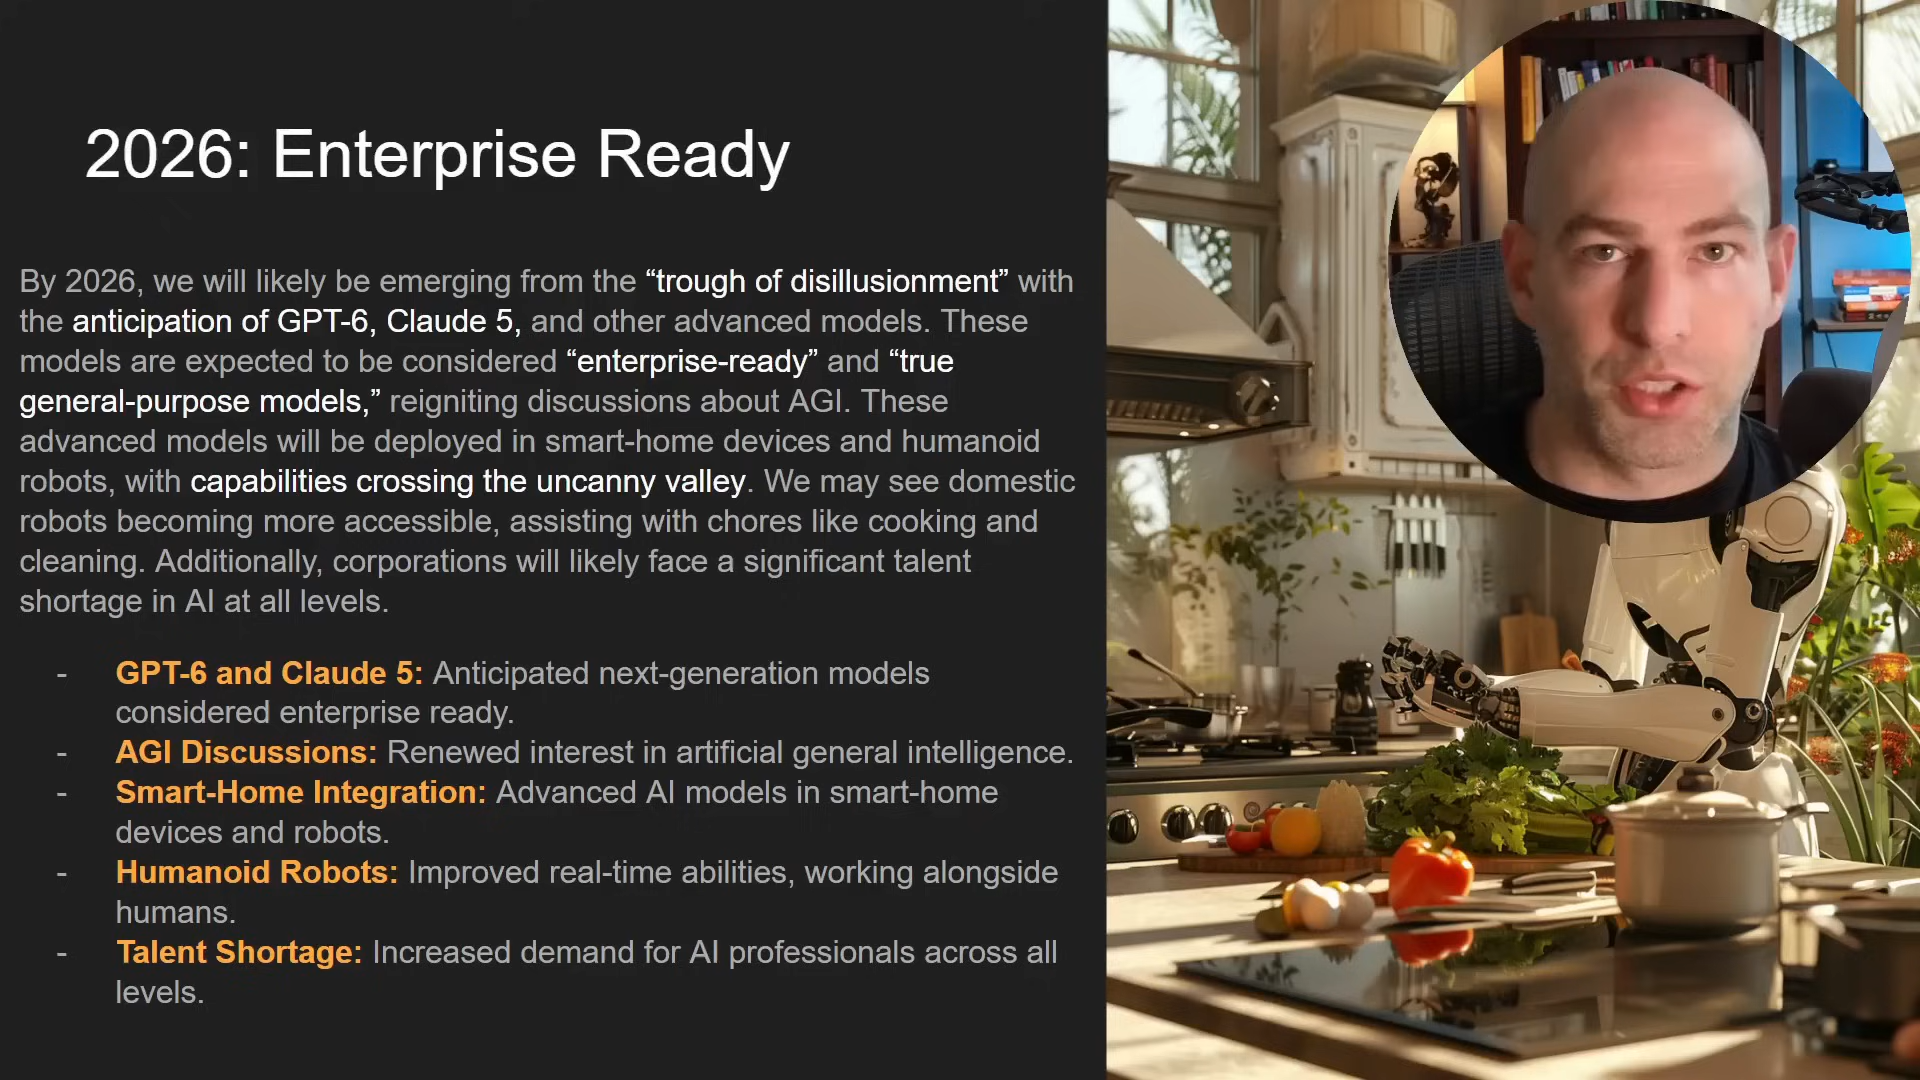 2026: Enterprise Ready
By 2026, we will likely be emerging from the “trough of disillusionment” with
the anticipation of GPT-6, Claude 5, and other advanced models. These
models are expected to be considered “enterprise-ready” and “true
general-purpose models,” reigniting discussions about AGI. These
advanced models will be deployed in smart-home devices and humanoid
robots, with capabilities crossing the uncanny valley. We may see domestic
robots becoming more accessible, assisting with chores like cooking and
cleaning. Additionally, corporations will likely face a significant talent
shortage in AI at all levels.
- GPT-6 and Claude 5: Anticipated next-generation models
considered enterprise ready.
- AGI Discussions: Renewed interest in artificial general intelligence.
- Smart-Home Integration: Advanced AI models in smart-home
devices and robots.
- Humanoid Robots: Improved real-time abilities, working alongside
humans.
- Talent Shortage: Increased demand for AI professionals across all
levels.